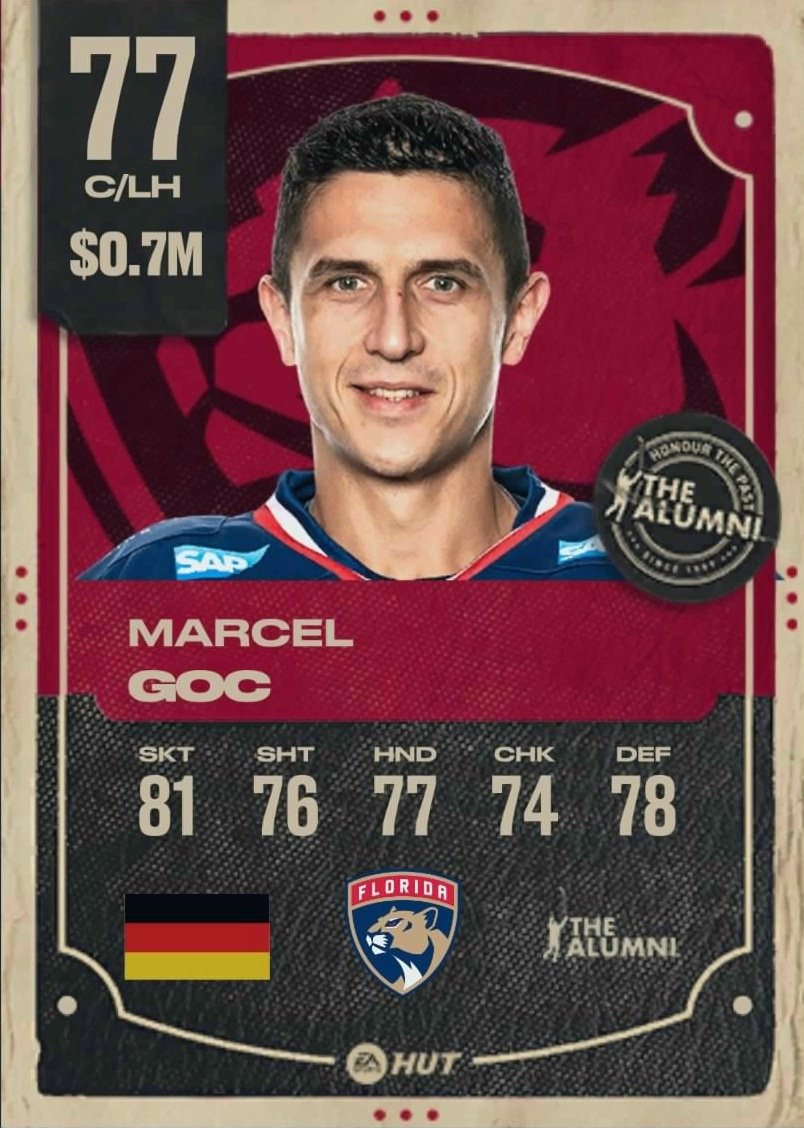 77
C/LH
$0.7M
HONOUR THE PAST
THE
ALUMNI
SAP
MARCEL
GOC
SKT SHT HND CHK DEF
81 76 77 74 78
FLORIDA
THE
ALUMNI
EA HUT